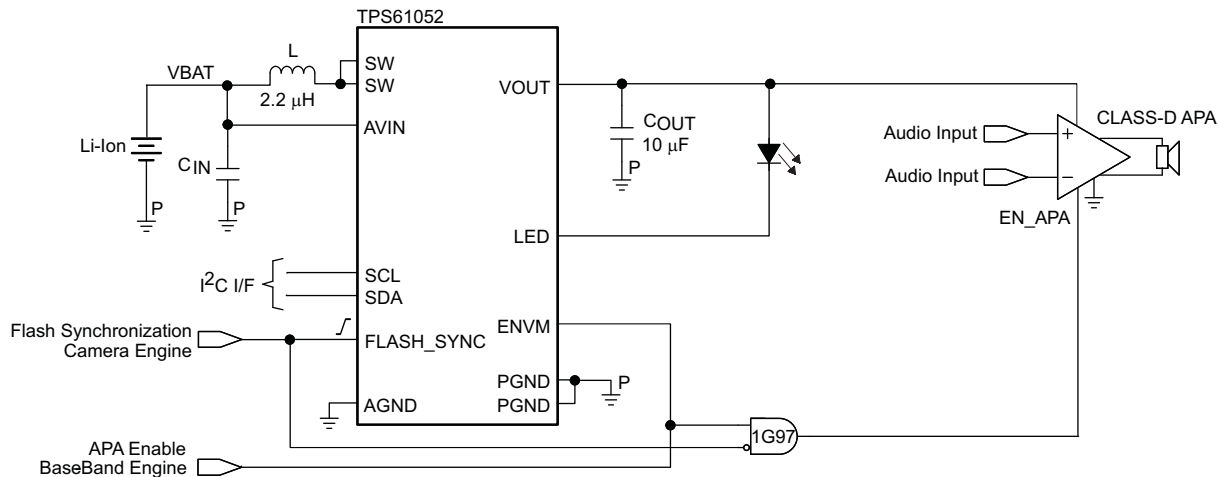 TPS61052
L
VBAT
2.2 μH
SW
SW
AVIN
VOUT
Li-Ion
CIN
P
P
COUT
10 μF
P
CLASS-D APA
Audio Input
+
Audio Input
−
EN_APA
LED
I2C I/F
SCL
SDA
Flash Synchronization
Camera Engine
FLASH_SYNC
ENVM
PGND
P
PGND
AGND
1G97
APA Enable
BaseBand Engine